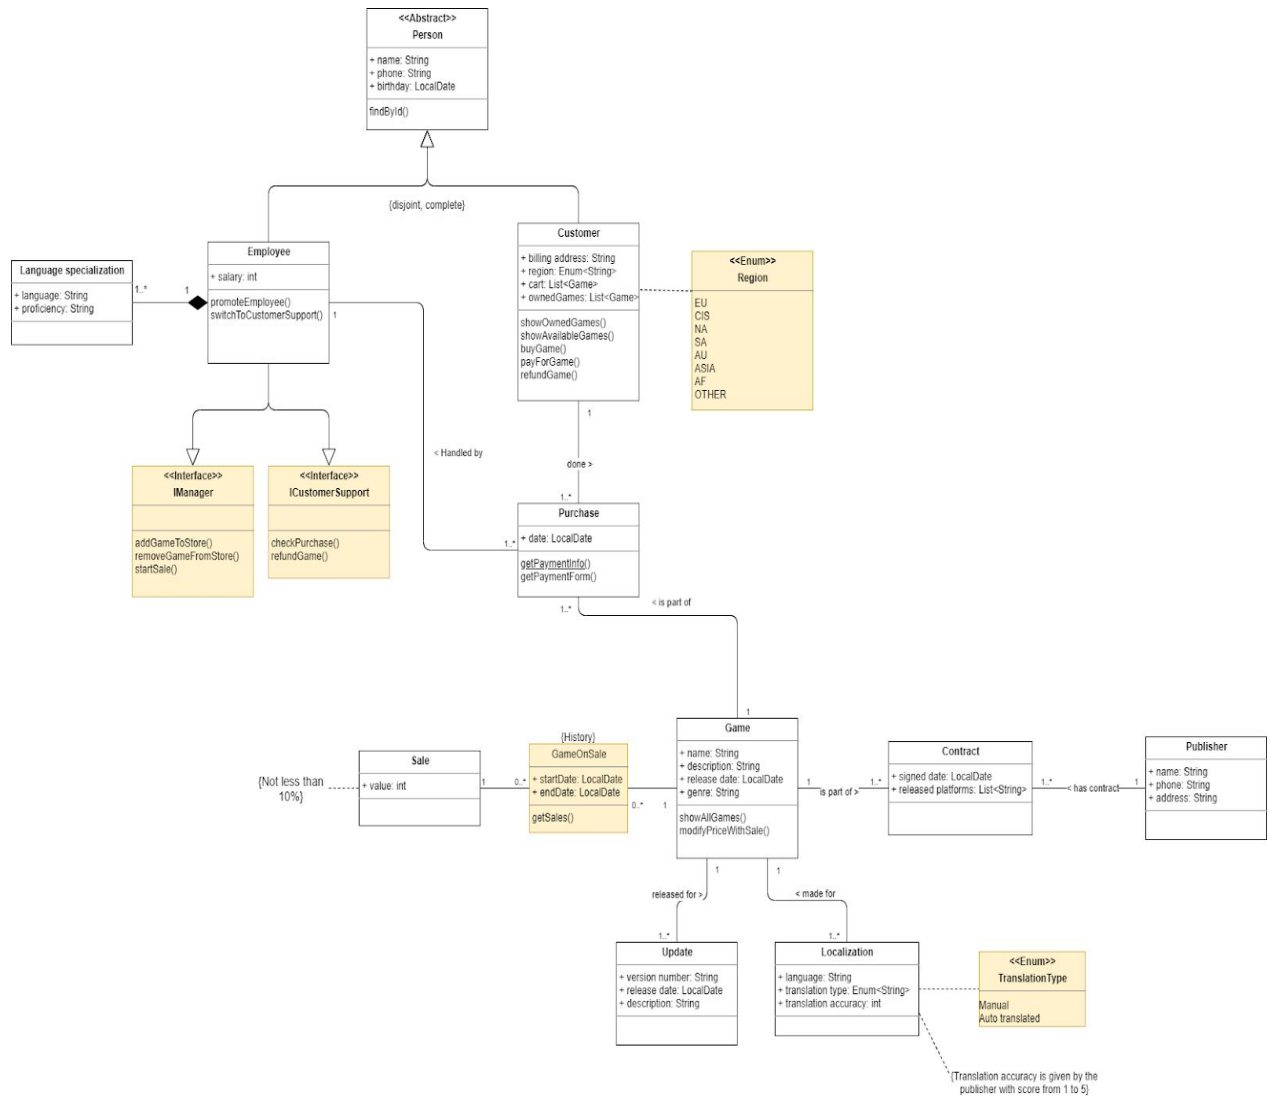 <<Abstract>>
Person
+ name: String
+ phone: String
+ birthday: LocalDate
findById()
{disjoint, complete}
Language specialization
+ language: String
+ proficiency: String
1..*
1
Employee
+ salary: int
promoteEmployee()
switchToCustomerSupport()
1
Customer
+ billing address: String
+ region: Enum<String>
+ cart: List<Game>
+ ownedGames: List<Game>
showOwnedGames()
showAvailableGames()
buyGame()
payForGame()
refundGame()
<<Enum>>
Region
EU
CIS
NA
SA
AU
ASIA
AF
OTHER
1
< Handled by
done >
1..*
<<Interface>>
IManager
addGameToStore()
removeGameFromStore()
startSale()
<<Interface>>
ICustomerSupport
checkPurchase()
refundGame()
1..*
Purchase
+ date: LocalDate
getPaymentInfo()
getPaymentForm()
1..*
< is part of
1
{Not less than
10%}
Sale
+ value: int
1
0..*
{History}
GameOnSale
+ startDate: LocalDate
+ endDate: LocalDate
getSales()
0..*
1
Game
+ name: String
+ description: String
+ release date: LocalDate
+ genre: String
showAllGames()
modifyPriceWithSale()
1
is part of >
1..*
Contract
+ signed date: LocalDate
+ released platforms: List<String>
1..*
< has contract
1
Publisher
+ name: String
+ phone: String
+ address: String
1
released for >
1..*
1
< made for
1..*
Update
+ version number: String
+ release date: LocalDate
+ description: String
Localization
+ language: String
+ translation type: Enum<String>
+ translation accuracy: int
<<Enum>>
TranslationType
Manual
Auto translated
{Translation accuracy is given by the
publisher with score from 1 to 5}